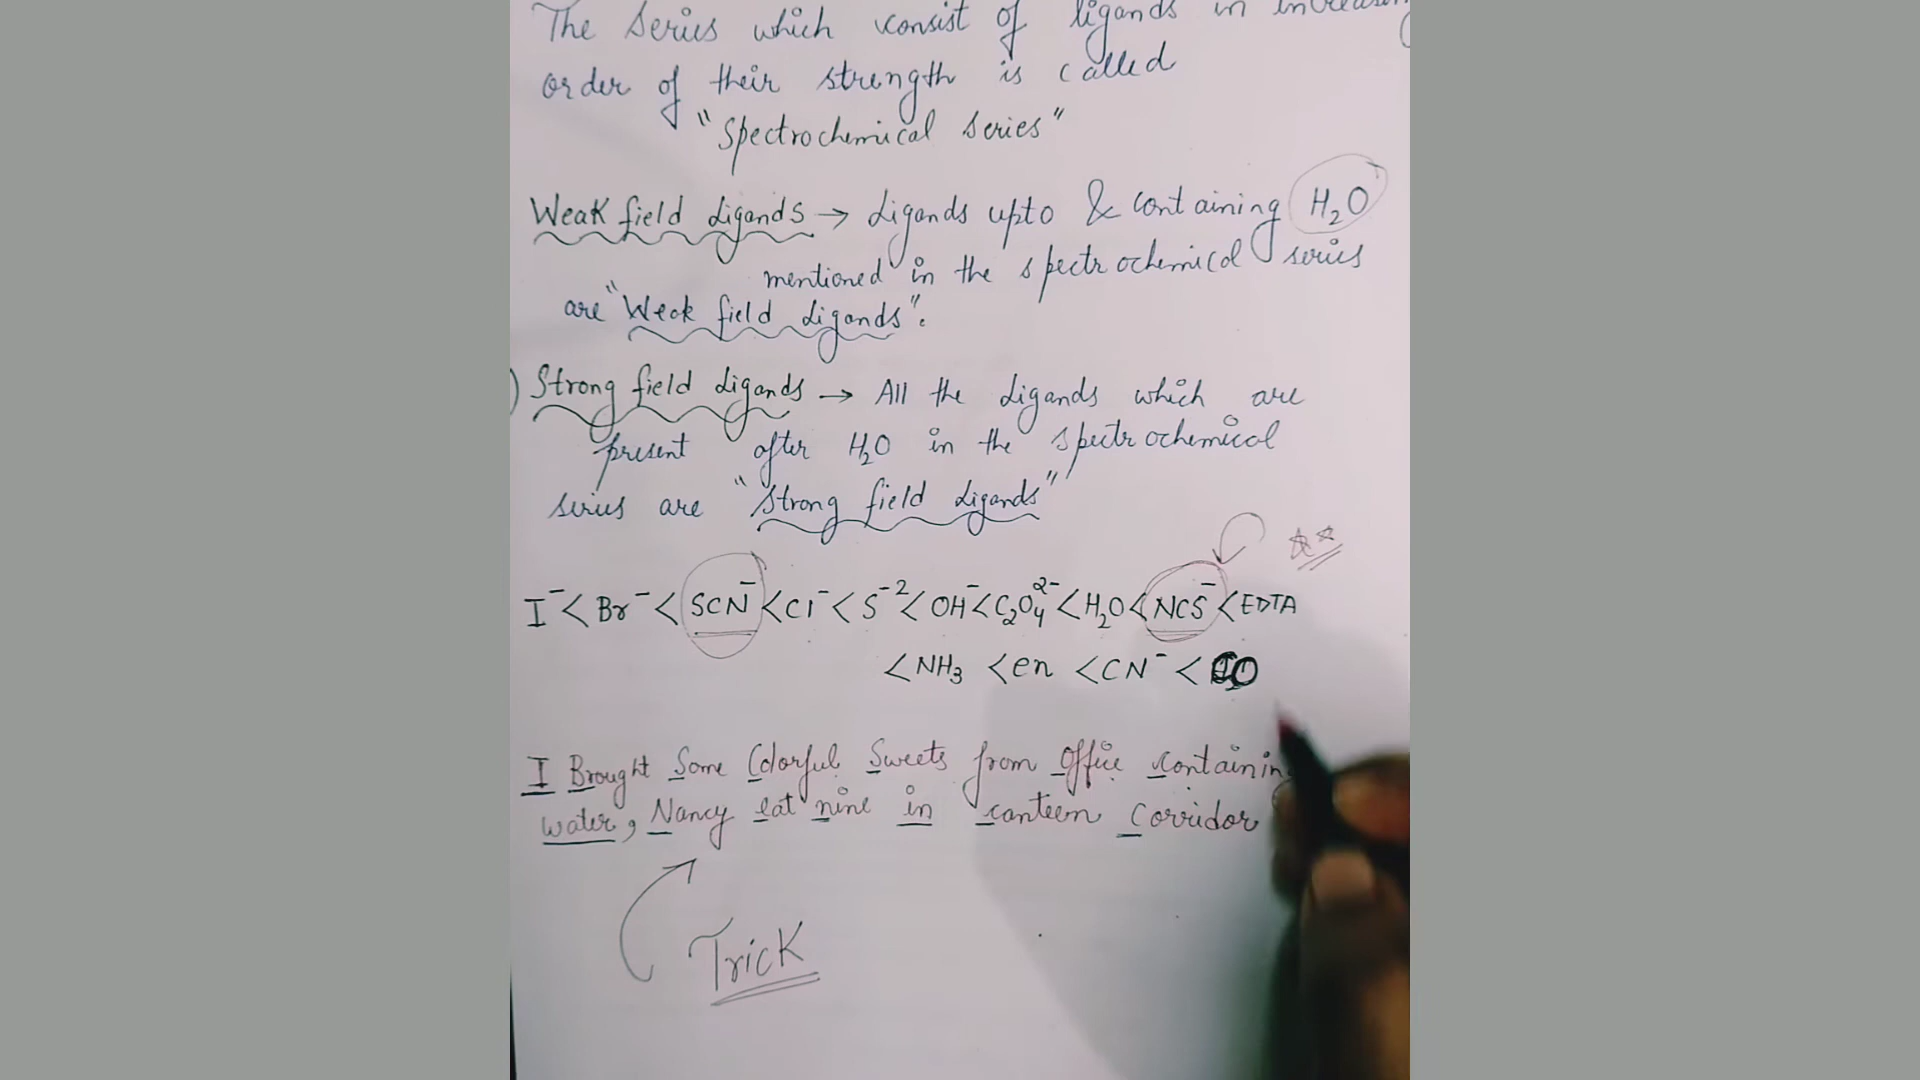 The series which consist of ligands in increasing
order of their strength is called
"Spectrochemical series"
Weak field ligands → Ligands upto & containing H₂O
mentioned in the spectrochemical series
are "Weak field ligands".
) Strong field ligands → All the ligands which are
present after H₂O in the spectrochemical
series are "Strong field ligands"
I⁻ < Br⁻ < SCN⁻ < Cl⁻ < S⁻² < OH⁻ < C₂O₄²⁻ < H₂O < NCS⁻ < EDTA
< NH₃ < en < CN⁻ < CO
I Brought Some Colorful Sweets from Office containing
water, Nancy eat nine in canteen Corridor
Trick